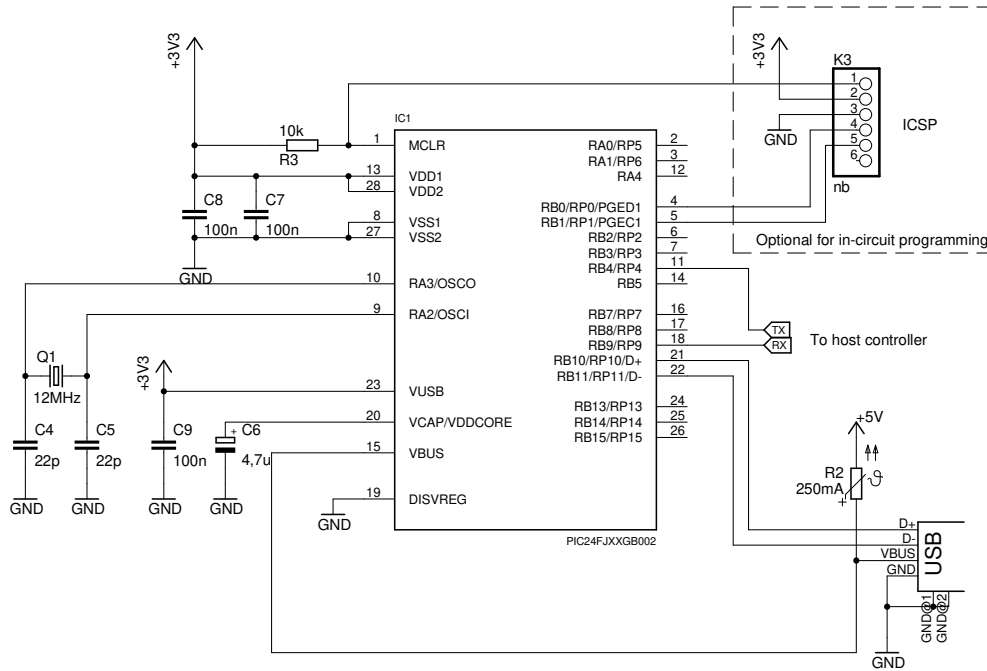 +3V3
10k
R3
C8
100n
C7
100n
GND
Q1
12MHz
C4
22p
C5
22p
GND
GND
+3V3
C9
100n
GND
C6
+
4,7u
GND
GND
IC1
1 MCLR
13 VDD1
28 VDD2
8 VSS1
27 VSS2
10 RA3/OSCO
9 RA2/OSCI
23 VUSB
20 VCAP/VDDCORE
15 VBUS
19 DISVREG
RA0/RP5 2
RA1/RP6 3
RA4 12
RB0/RP0/PGED1 4
RB1/RP1/PGEC1 5
RB2/RP2 6
RB3/RP3 7
RB4/RP4 11
RB5 14
RB7/RP7 16
RB8/RP8 17
RB9/RP9 18
RB10/RP10/D+ 21
RB11/RP11/D- 22
RB13/RP13 24
RB14/RP14 25
RB15/RP15 26
PIC24FJXXGB002
+3V3
GND
K3
1
2
3
4
5
6
nb
ICSP
Optional for in-circuit programming
TX
RX
To host controller
+5V
R2
250mA
+
ϑ
D+
D-
VBUS
GND
USB
GND@1
GND@2
GND